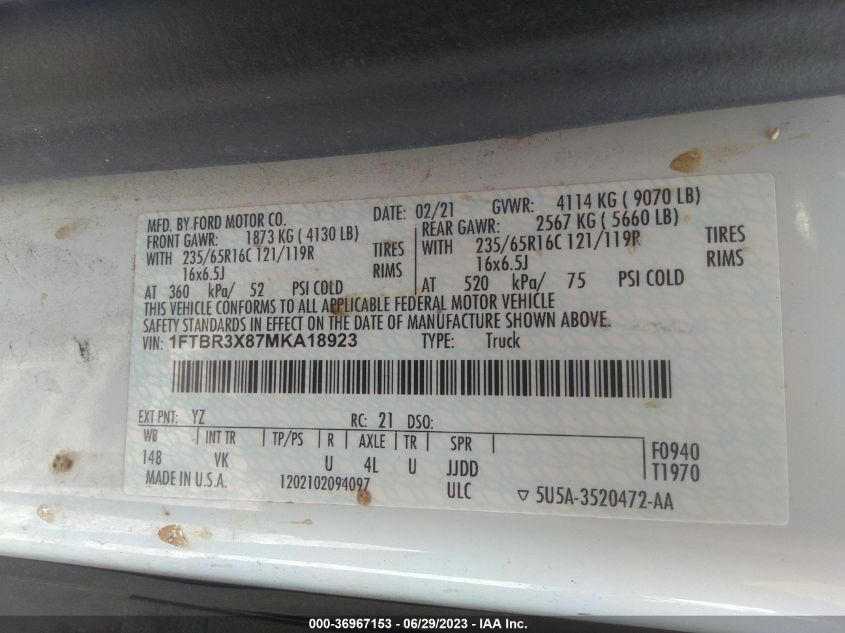 MFD. BY FORD MOTOR CO. DATE: 02/21 GVWR: 4114 KG ( 9070 LB)
FRONT GAWR: 1873 KG ( 4130 LB) REAR GAWR: 2567 KG ( 5660 LB)
WITH 235/65R16C 121/119R TIRES WITH 235/65R16C 121/119R TIRES
16x6.5J RIMS 16x6.5J RIMS
AT 360 kPa/ 52 PSI COLD AT 520 kPa/ 75 PSI COLD
THIS VEHICLE CONFORMS TO ALL APPLICABLE FEDERAL MOTOR VEHICLE
SAFETY STANDARDS IN EFFECT ON THE DATE OF MANUFACTURE SHOWN ABOVE.
VIN: 1FTBR3X87MKA18923 TYPE: Truck
EXT PNT: YZ RC: 21 DSO:
WB INT TR TP/PS R AXLE TR SPR F0940
148 VK U 4L U JJDD T1970
MADE IN U.S.A. 1202102094097 ULC ▽ 5U5A-3520472-AA
000-36967153 - 06/29/2023 - IAA Inc.